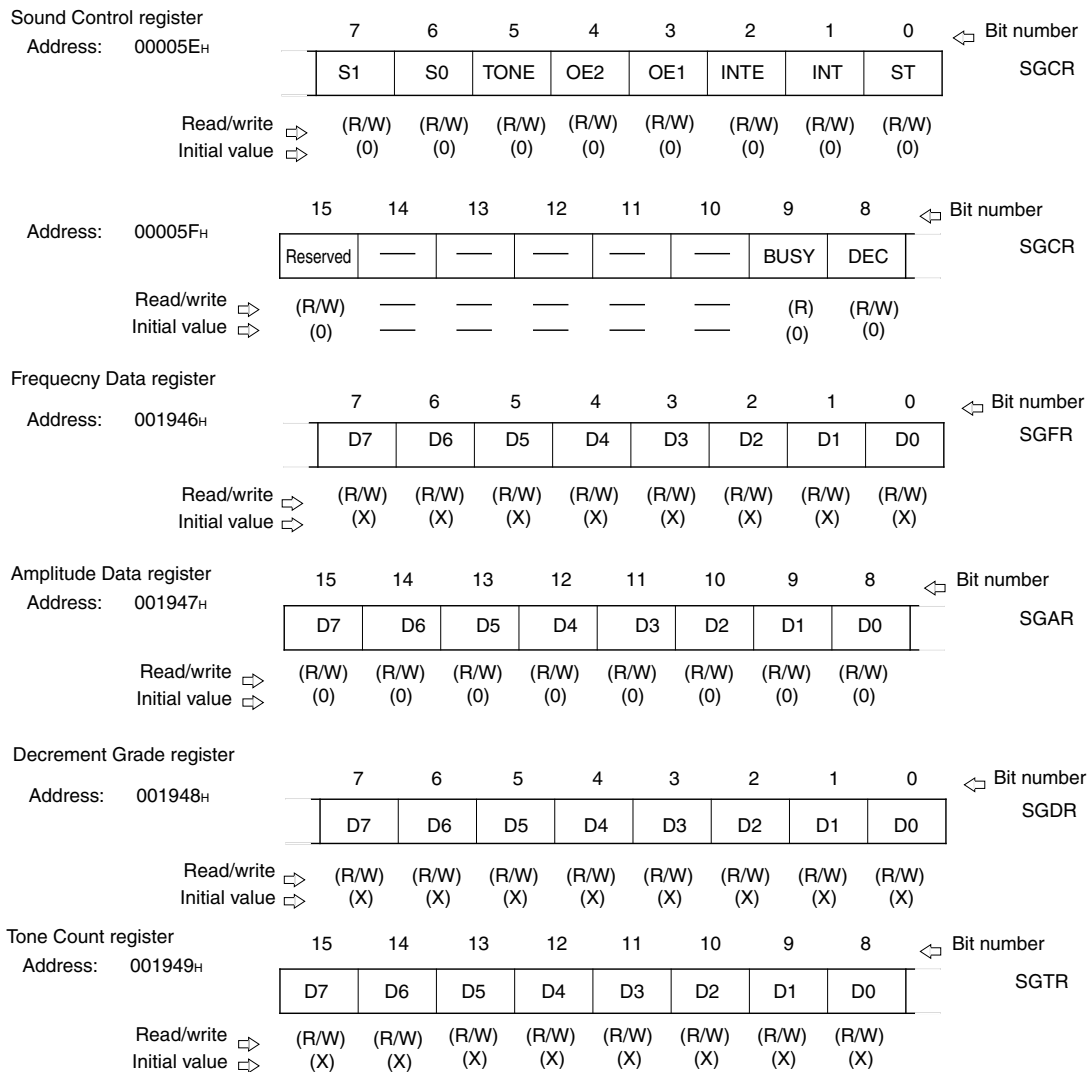 Sound Control register
Address: 00005EH
7 6 5 4 3 2 1 0 Bit number
S1 S0 TONE OE2 OE1 INTE INT ST SGCR
Read/write (R/W) (R/W) (R/W) (R/W) (R/W) (R/W) (R/W) (R/W)
Initial value (0) (0) (0) (0) (0) (0) (0) (0)
15 14 13 12 11 10 9 8 Bit number
Address: 00005FH
Reserved — — — — — BUSY DEC SGCR
Read/write (R/W) — — — — — (R) (R/W)
Initial value (0) — — — — — (0) (0)
Frequecny Data register
Address: 001946H
7 6 5 4 3 2 1 0 Bit number
D7 D6 D5 D4 D3 D2 D1 D0 SGFR
Read/write (R/W) (R/W) (R/W) (R/W) (R/W) (R/W) (R/W) (R/W)
Initial value (X) (X) (X) (X) (X) (X) (X) (X)
Amplitude Data register
Address: 001947H
15 14 13 12 11 10 9 8 Bit number
D7 D6 D5 D4 D3 D2 D1 D0 SGAR
Read/write (R/W) (R/W) (R/W) (R/W) (R/W) (R/W) (R/W) (R/W)
Initial value (0) (0) (0) (0) (0) (0) (0) (0)
Decrement Grade register
Address: 001948H
7 6 5 4 3 2 1 0 Bit number
D7 D6 D5 D4 D3 D2 D1 D0 SGDR
Read/write (R/W) (R/W) (R/W) (R/W) (R/W) (R/W) (R/W) (R/W)
Initial value (X) (X) (X) (X) (X) (X) (X) (X)
Tone Count register
Address: 001949H
15 14 13 12 11 10 9 8 Bit number
D7 D6 D5 D4 D3 D2 D1 D0 SGTR
Read/write (R/W) (R/W) (R/W) (R/W) (R/W) (R/W) (R/W) (R/W)
Initial value (X) (X) (X) (X) (X) (X) (X) (X)